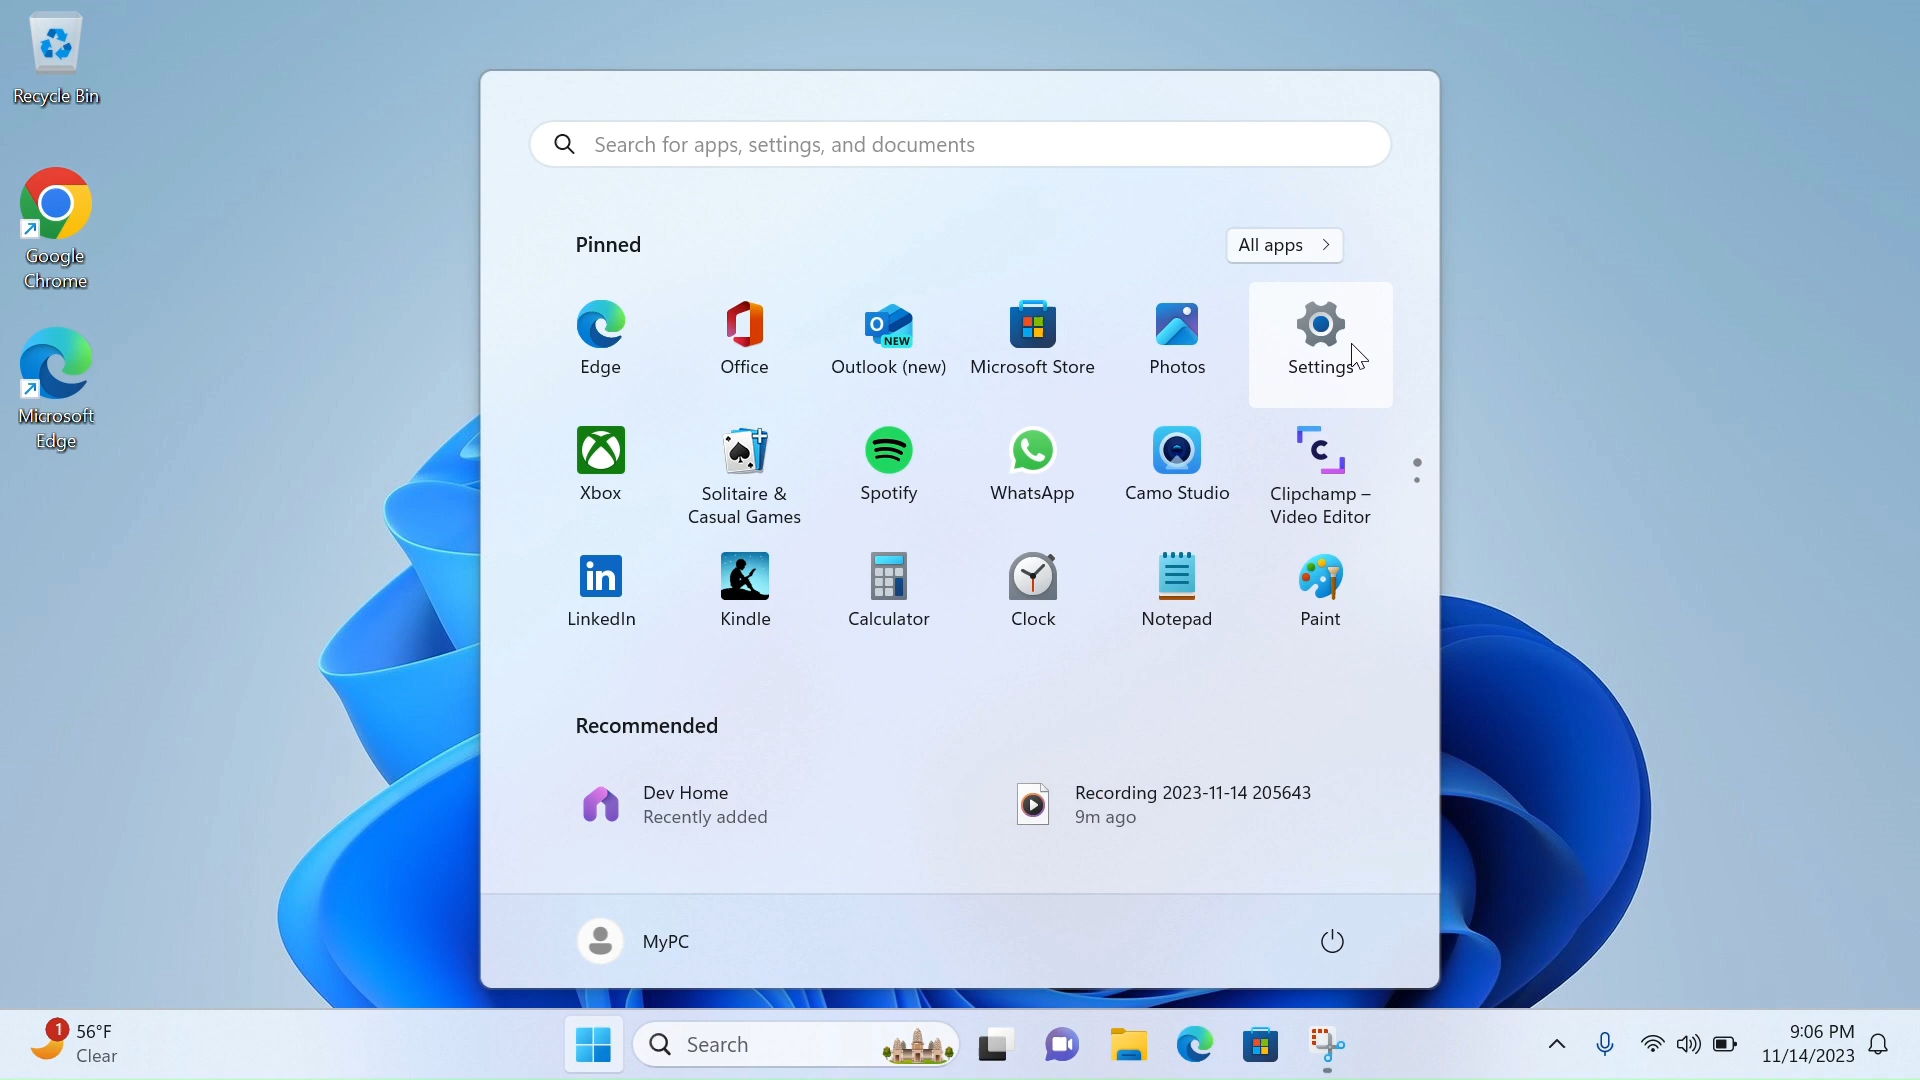 Recycle Bin
Google
Chrome
Microsoft
Edge
Search for apps, settings, and documents
Pinned
All apps
Edge
Office
NEW
Outlook (new)
Microsoft Store
Photos
Settings
Xbox
Solitaire &
Casual Games
Spotify
WhatsApp
Camo Studio
Clipchamp –
Video Editor
in
LinkedIn
Kindle
Calculator
Clock
Notepad
Paint
Recommended
Dev Home
Recently added
Recording 2023-11-14 205643
9m ago
MyPC
1
56°F
Clear
Search
9:06 PM
11/14/2023